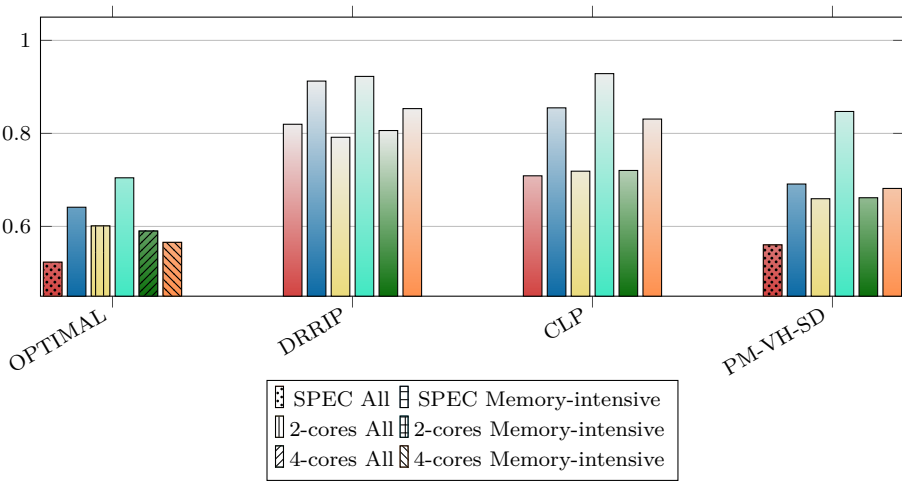 1
0.8
0.6
OPTIMAL
DRRIP
CLP
PM-VH-SD
SPEC All SPEC Memory-intensive
2-cores All 2-cores Memory-intensive
4-cores All 4-cores Memory-intensive